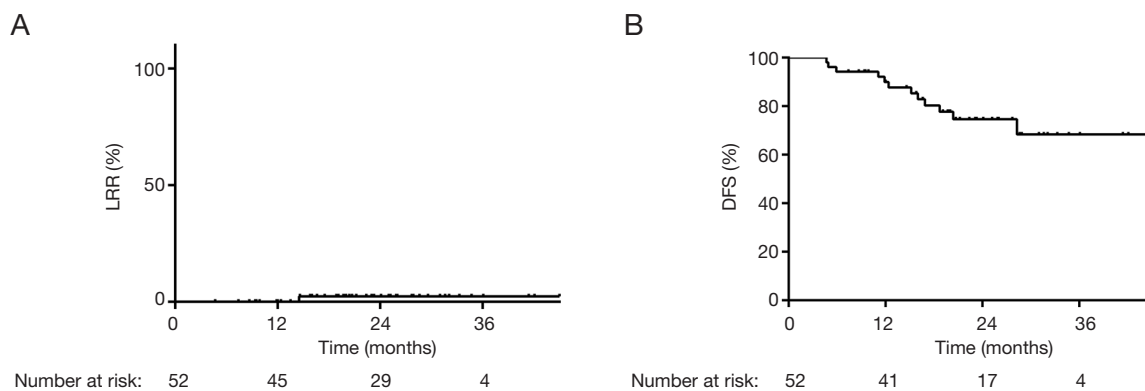 A
100
50
0
LRR (%)
0 12 24 36
Time (months)
Number at risk: 52 45 29 4
B
100
80
60
40
20
0
DFS (%)
0 12 24 36
Time (months)
Number at risk: 52 41 17 4